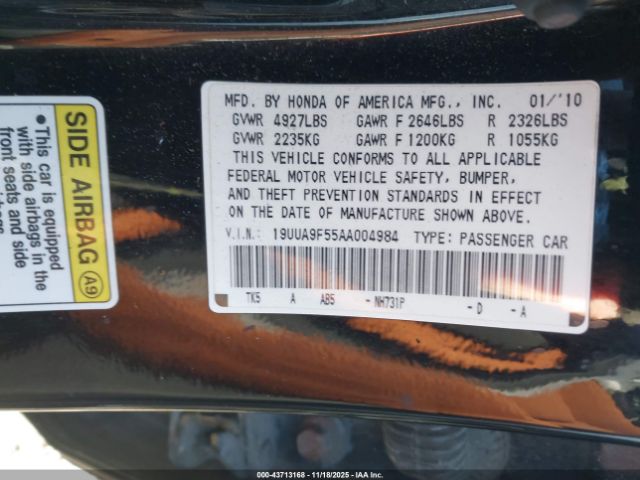 MFD. BY HONDA OF AMERICA MFG., INC. 01/'10
GVWR 4927LBS GAWR F 2646LBS R 2326LBS
GVWR 2235KG GAWR F 1200KG R 1055KG
THIS VEHICLE CONFORMS TO ALL APPLICABLE
FEDERAL MOTOR VEHICLE SAFETY, BUMPER,
AND THEFT PREVENTION STANDARDS IN EFFECT
ON THE DATE OF MANUFACTURE SHOWN ABOVE.
V.I.N.: 19UUA9F55AA004984 TYPE: PASSENGER CAR
TK5 A AB5 - NH731P - D - A
SIDE AIRBAG A9
• This car is equipped
with side airbags in the
front seats and side
000-43713168 | 11/18/2025 | IAA Inc.